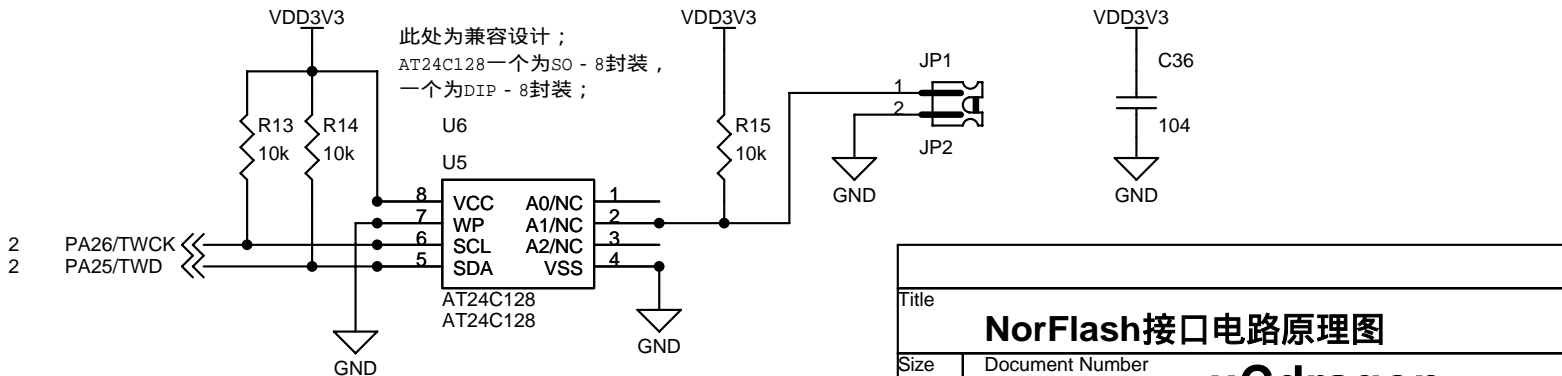 VDD3V3
VDD3V3
VDD3V3
此处为兼容设计；
AT24C128一个为SO - 8封装，
一个为DIP - 8封装；
R13
10k
R14
10k
U6
U5
R15
10k
JP1
1
2
JP2
C36
104
GND
GND
8 VCC A0/NC 1
7 WP A1/NC 2
6 SCL A2/NC 3
5 SDA VSS 4
2 PA26/TWCK
2 PA25/TWD
AT24C128
AT24C128
GND
GND
Title
NorFlash接口电路原理图
Size Document Number